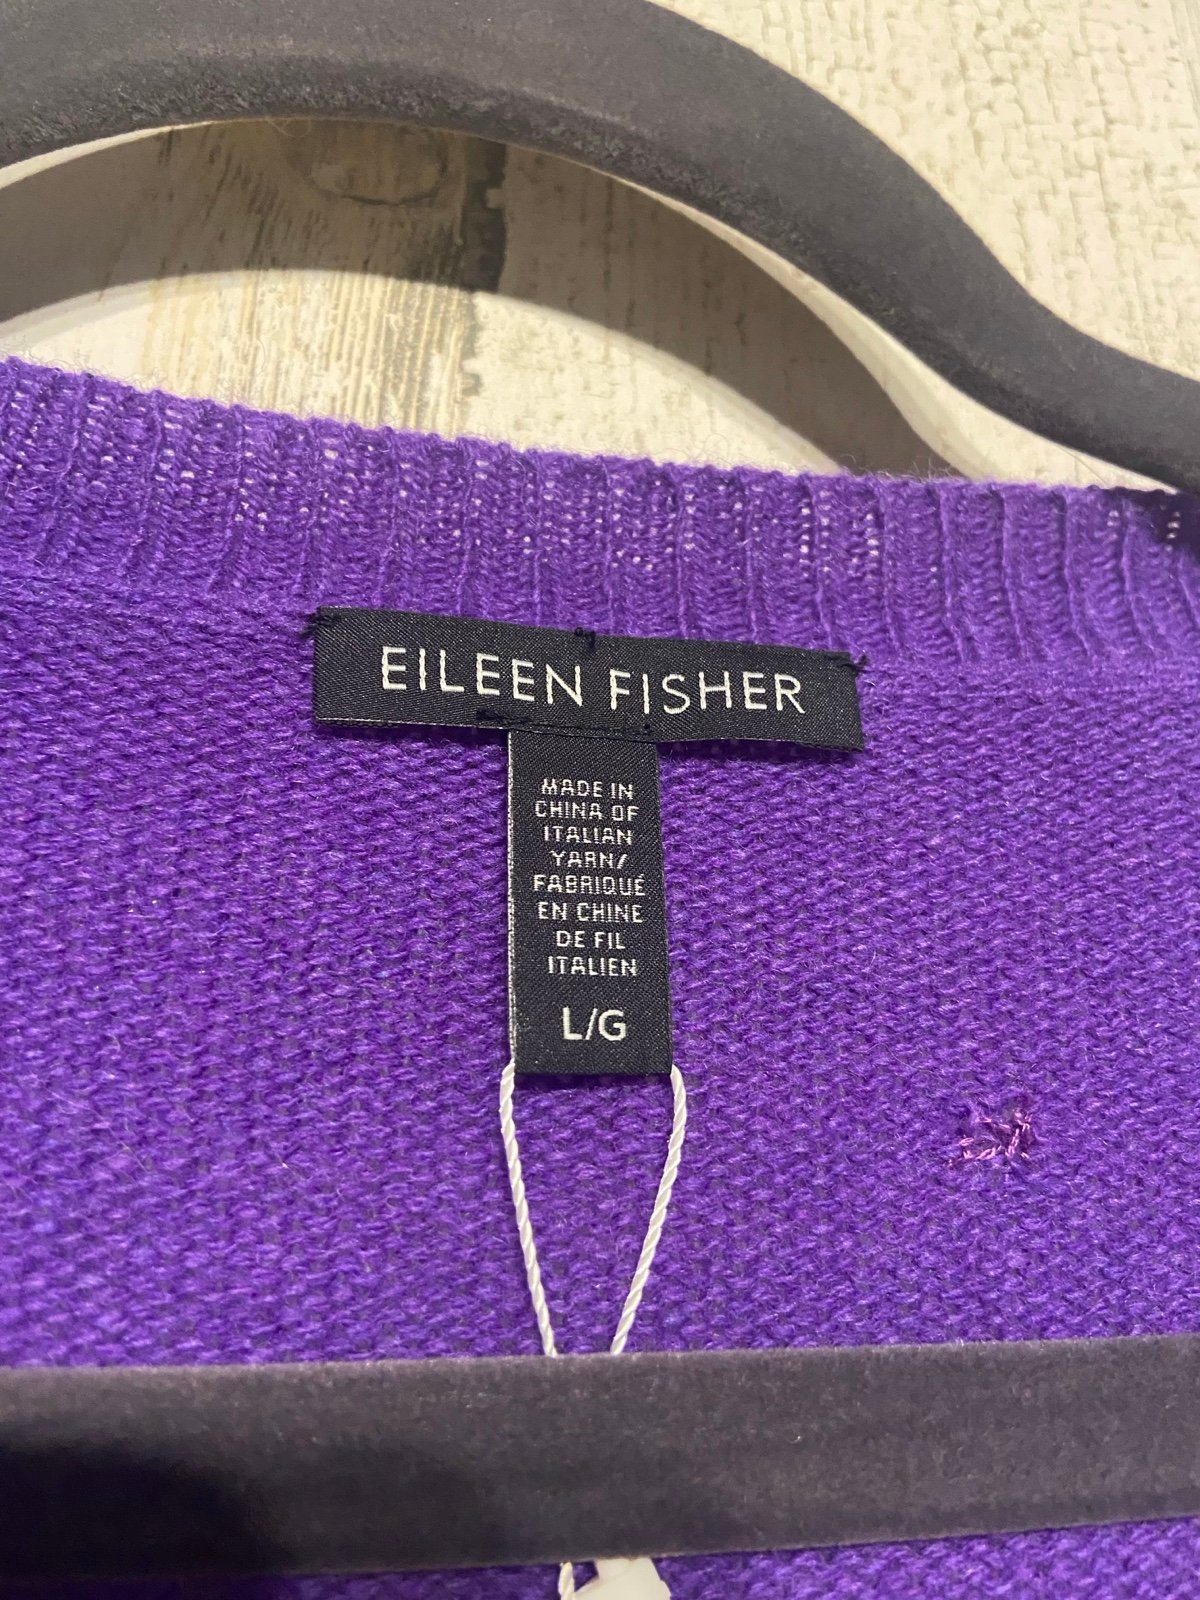 EILEEN FISHER
MADE IN
CHINA OF
ITALIAN
YARN/
FABRIQUÉ
EN CHINE
DE FIL
ITALIEN
L/G